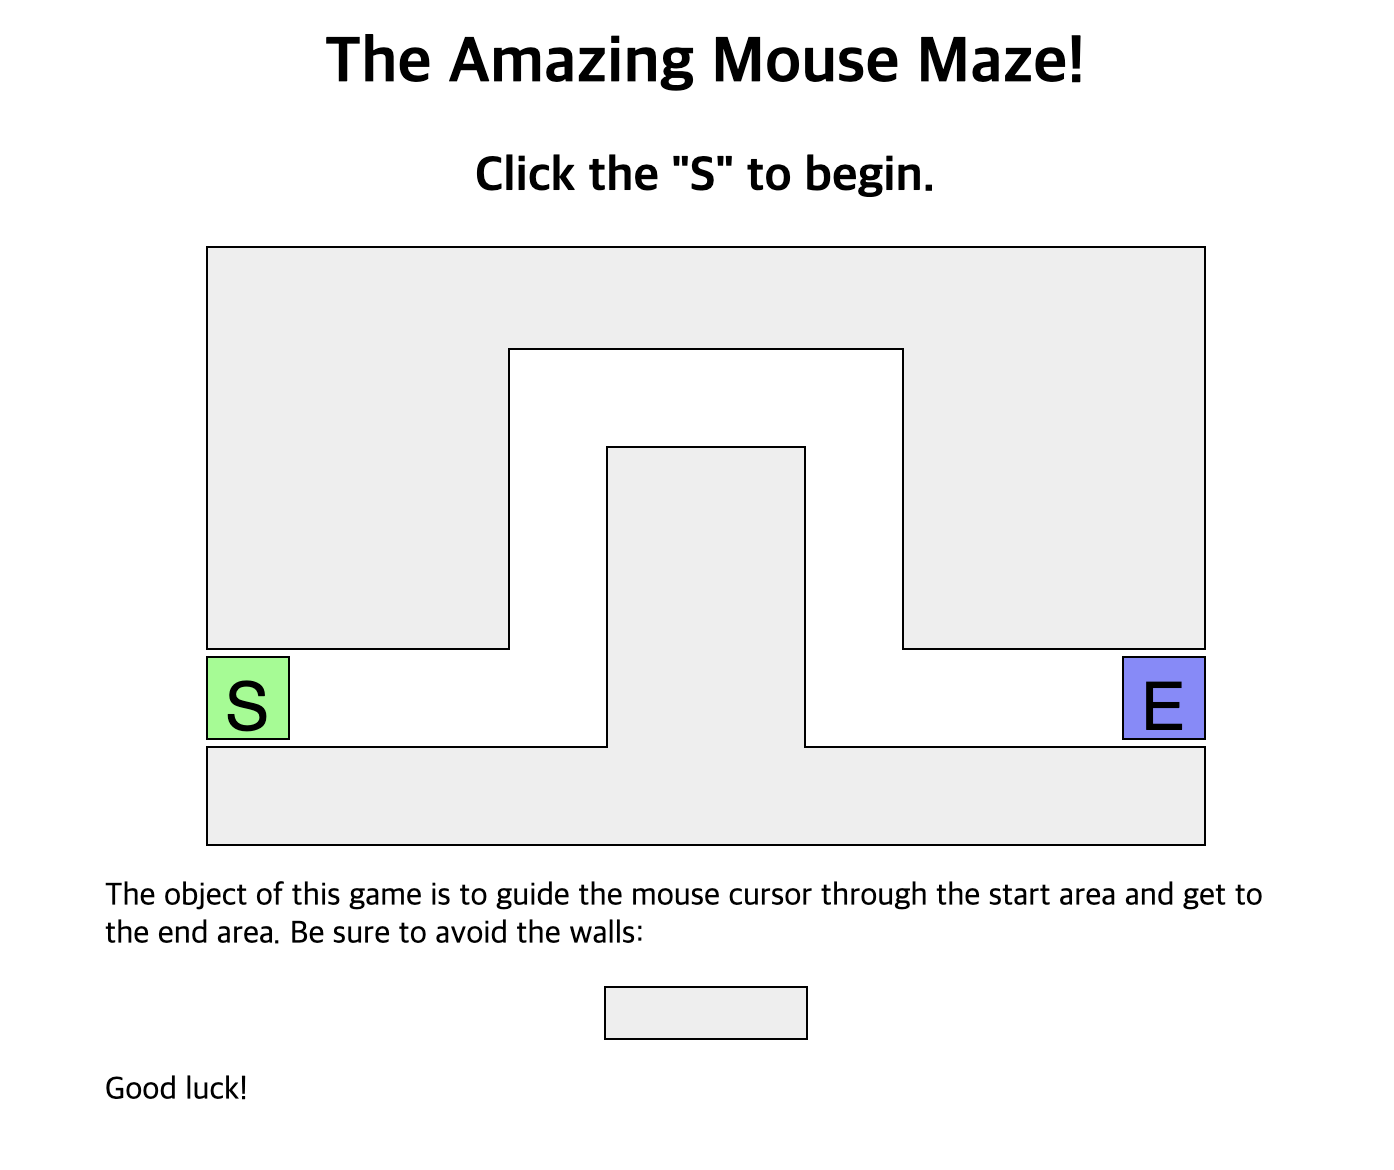 The Amazing Mouse Maze!
Click the "S" to begin.
S
E
The object of this game is to guide the mouse cursor through the start area and get to
the end area. Be sure to avoid the walls:
Good luck!